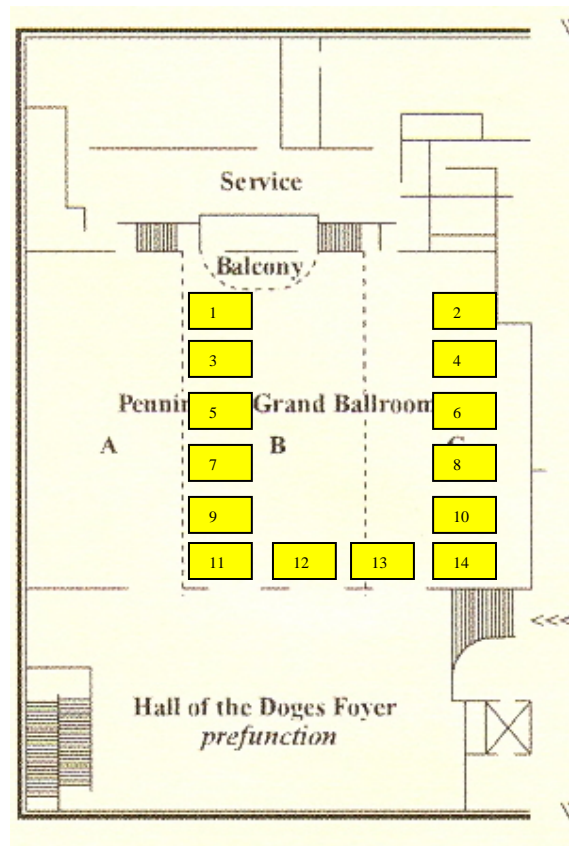 Service
Balcony
1
2
3
4
Grand Ballroom
5
6
A
B
7
8
9
10
11
12
13
14
<<<
Hall of the Doges Foyer
prefunction